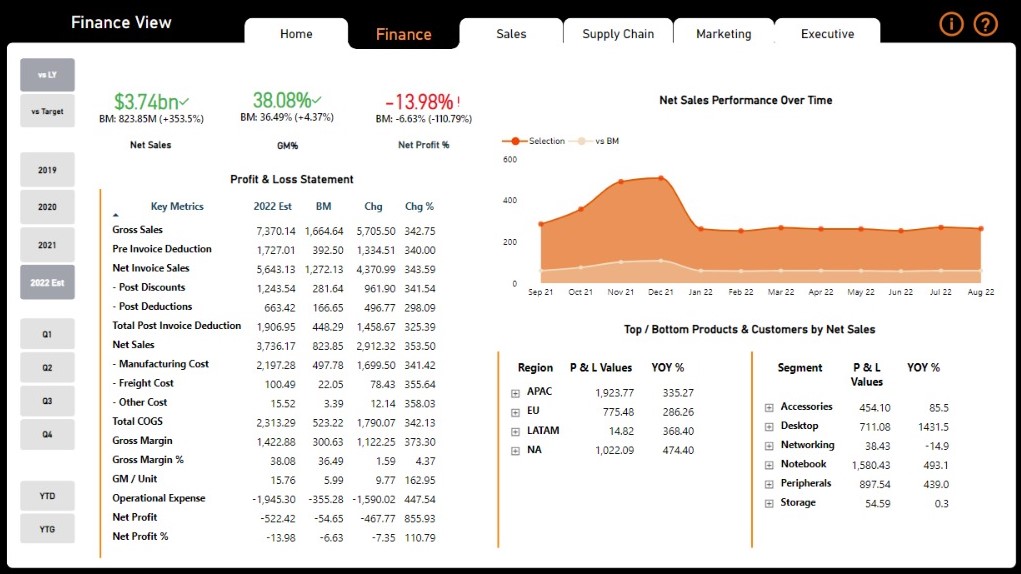 Finance View
Home
Finance
Sales
Supply Chain
Marketing
Executive
i
?
vs LY
vs Target
2019
2020
2021
2022 Est
Q1
Q2
Q3
Q4
YTD
YTG
$3.74bn✓
BM: 823.85M (+353.5%)
Net Sales
38.08%✓
BM: 36.49% (+4.37%)
GM%
-13.98% !
BM: -6.63% (-110.79%)
Net Profit %
Profit & Loss Statement
Key Metrics 2022 Est BM Chg Chg %
Gross Sales 7,370.14 1,664.64 5,705.50 342.75
Pre Invoice Deduction 1,727.01 392.50 1,334.51 340.00
Net Invoice Sales 5,643.13 1,272.13 4,370.99 343.59
- Post Discounts 1,243.54 281.64 961.90 341.54
- Post Deductions 663.42 166.65 496.77 298.09
Total Post Invoice Deduction 1,906.95 448.29 1,458.67 325.39
Net Sales 3,736.17 823.85 2,912.32 353.50
- Manufacturing Cost 2,197.28 497.78 1,699.50 341.42
- Freight Cost 100.49 22.05 78.43 355.64
- Other Cost 15.52 3.39 12.14 358.03
Total COGS 2,313.29 523.22 1,790.07 342.13
Gross Margin 1,422.88 300.63 1,122.25 373.30
Gross Margin % 38.08 36.49 1.59 4.37
GM / Unit 15.76 5.99 9.77 162.95
Operational Expense -1,945.30 -355.28 -1,590.02 447.54
Net Profit -522.42 -54.65 -467.77 855.93
Net Profit % -13.98 -6.63 -7.35 110.79
Net Sales Performance Over Time
Selection vs BM
600
400
200
0
Sep 21 Oct 21 Nov 21 Dec 21 Jan 22 Feb 22 Mar 22 Apr 22 May 22 Jun 22 Jul 22 Aug 22
Top / Bottom Products & Customers by Net Sales
Region P & L Values YOY %
APAC 1,923.77 335.27
EU 775.48 286.26
LATAM 14.82 368.40
NA 1,022.09 474.40
Segment P & L Values YOY %
Accessories 454.10 85.5
Desktop 711.08 1431.5
Networking 38.43 -14.9
Notebook 1,580.43 493.1
Peripherals 897.54 439.0
Storage 54.59 0.3